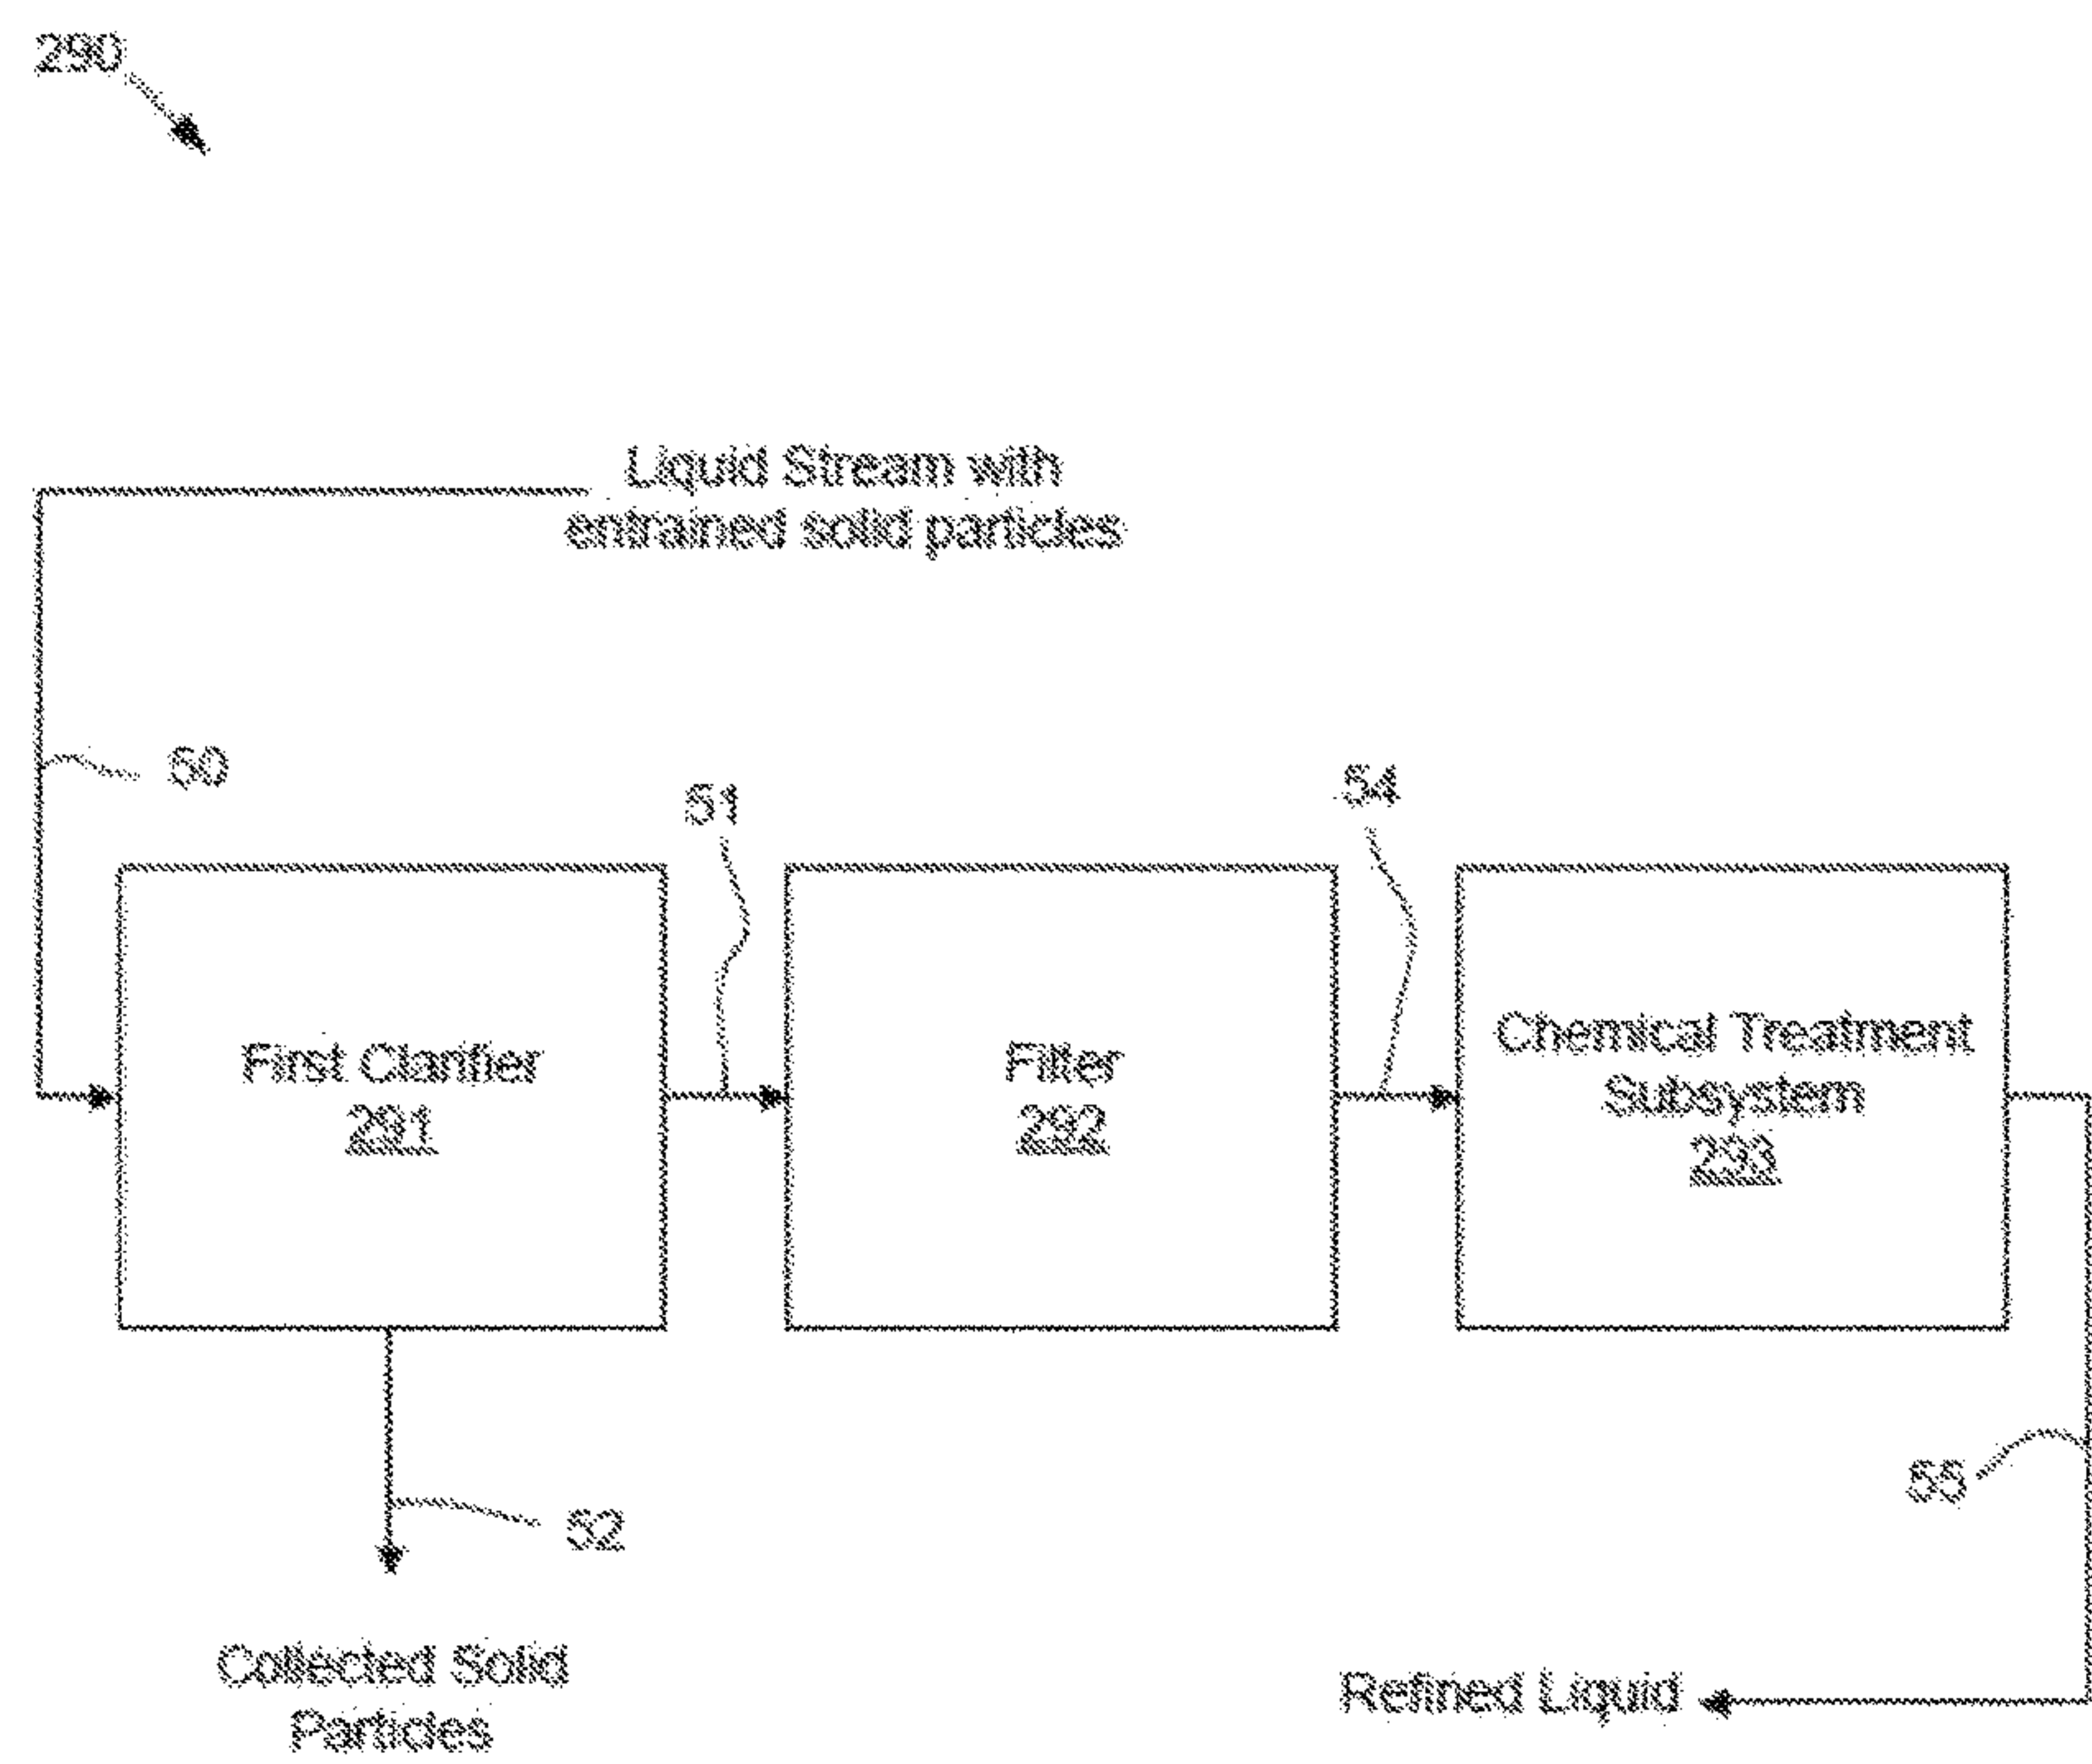 290
Liquid Stream with
entrained solid particles
50
51
54
First Clarifier
291
Filter
292
Chemical Treatment
Subsystem
293
52
55
Collected Solid
Particles
Refined Liquid